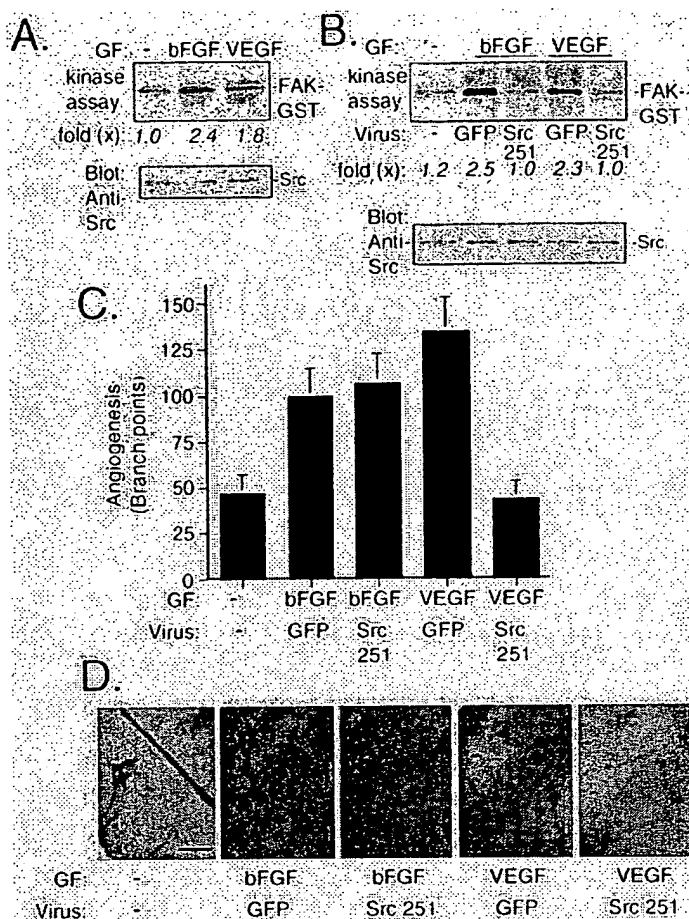 A.
GF: - bFGF VEGF
kinase assay
FAK-GST
fold (x) 1.0 2.4 1.8
Blot: Anti Src
Src
B.
GF: - bFGF VEGF
kinase assay
FAK-GST
Virus: - GFP Src 251 GFP Src 251
fold (x) 1.2 2.5 1.0 2.3 1.0
Blot: Anti-Src
-Src
C.
Angiogenesis
(Branch points)
150
125
100
75
50
25
0
GF: - bFGF bFGF VEGF VEGF
Virus: - GFP Src 251 GFP Src 251
D.
GF: - bFGF bFGF VEGF VEGF
Virus: - GFP Src 251 GFP Src 251